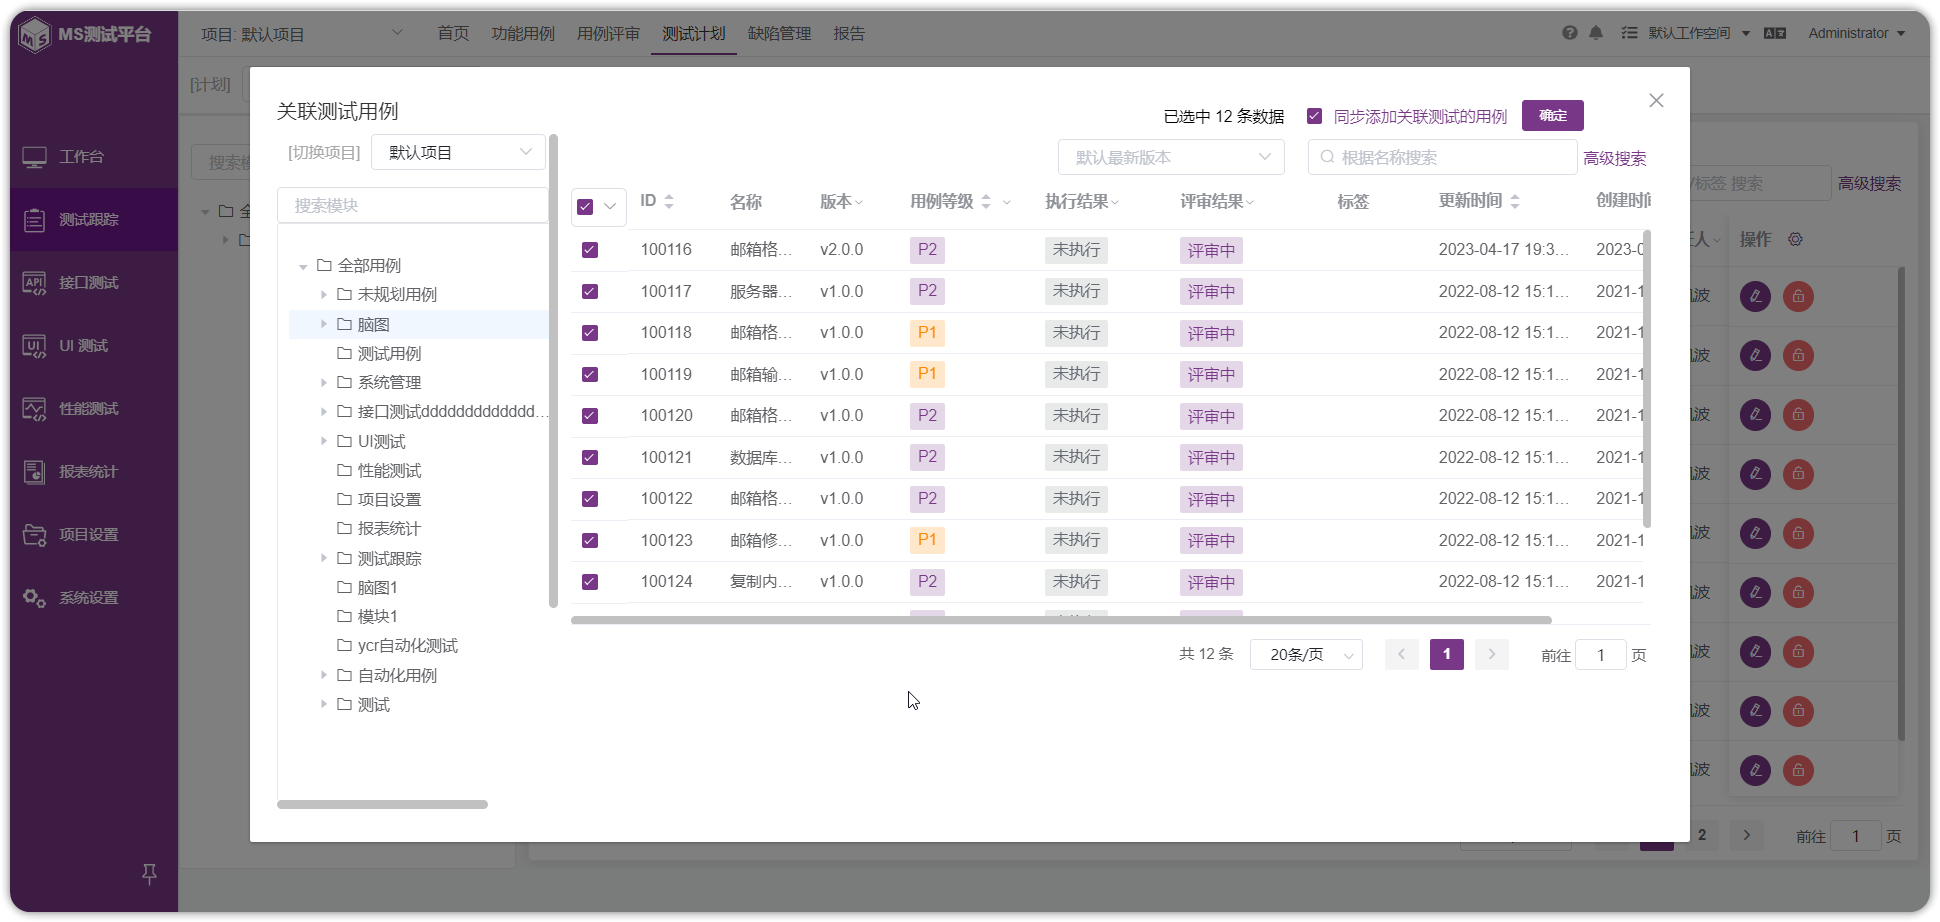 MS测试平台
项目: 默认项目
首页 功能用例 用例评审 测试计划 缺陷管理 报告
默认工作空间
Administrator
[计划]
工作台
测试跟踪
接口测试
UI 测试
性能测试
报表统计
项目设置
系统设置
关联测试用例
已选中 12 条数据
同步添加关联测试的用例
确定
[切换项目] 默认项目
默认最新版本
根据名称搜索
高级搜索
搜索模块
全部用例
未规划用例
脑图
测试用例
系统管理
接口测试ddddddddddddd...
UI测试
性能测试
项目设置
报表统计
测试跟踪
脑图1
模块1
ycr自动化测试
自动化用例
测试
ID 名称 版本 用例等级 执行结果 评审结果 标签 更新时间 创建时间
100116 邮箱格... v2.0.0 P2 未执行 评审中 2023-04-17 19:3... 2023-0
100117 服务器... v1.0.0 P2 未执行 评审中 2022-08-12 15:1... 2021-1
100118 邮箱格... v1.0.0 P1 未执行 评审中 2022-08-12 15:1... 2021-1
100119 邮箱输... v1.0.0 P1 未执行 评审中 2022-08-12 15:1... 2021-1
100120 邮箱格... v1.0.0 P2 未执行 评审中 2022-08-12 15:1... 2021-1
100121 数据库... v1.0.0 P2 未执行 评审中 2022-08-12 15:1... 2021-1
100122 邮箱格... v1.0.0 P2 未执行 评审中 2022-08-12 15:1... 2021-1
100123 邮箱修... v1.0.0 P1 未执行 评审中 2022-08-12 15:1... 2021-1
100124 复制内... v1.0.0 P2 未执行 评审中 2022-08-12 15:1... 2021-1
共 12 条 20条/页 1 前往 1 页
/标签 搜索 高级搜索
人 操作
波
波
波
波
波
波
波
波
波
2 前往 1 页